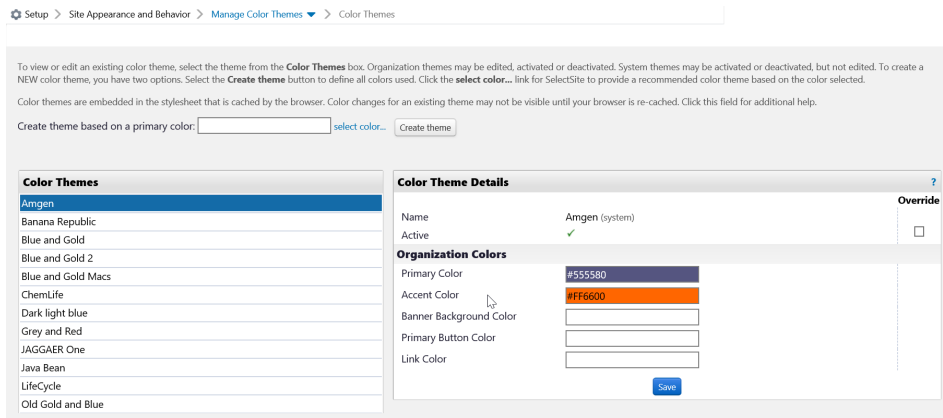 Setup > Site Appearance and Behavior > Manage Color Themes > Color Themes
To view or edit an existing color theme, select the theme from the Color Themes box. Organization themes may be edited, activated or deactivated. System themes may be activated or deactivated, but not edited. To create a
NEW color theme, you have two options. Select the Create theme button to define all colors used. Click the select color... link for SelectSite to provide a recommended color theme based on the color selected.
Color themes are embedded in the stylesheet that is cached by the browser. Color changes for an existing theme may not be visible until your browser is re-cached. Click this field for additional help.
Create theme based on a primary color: select color... Create theme
Color Themes
Amgen
Banana Republic
Blue and Gold
Blue and Gold 2
Blue and Gold Macs
ChemLife
Dark light blue
Grey and Red
JAGGAER One
Java Bean
LifeCycle
Old Gold and Blue
Color Theme Details ?
Override
Name Amgen (system)
Active ✓
Organization Colors
Primary Color #555580
Accent Color #FF6600
Banner Background Color
Primary Button Color
Link Color
Save